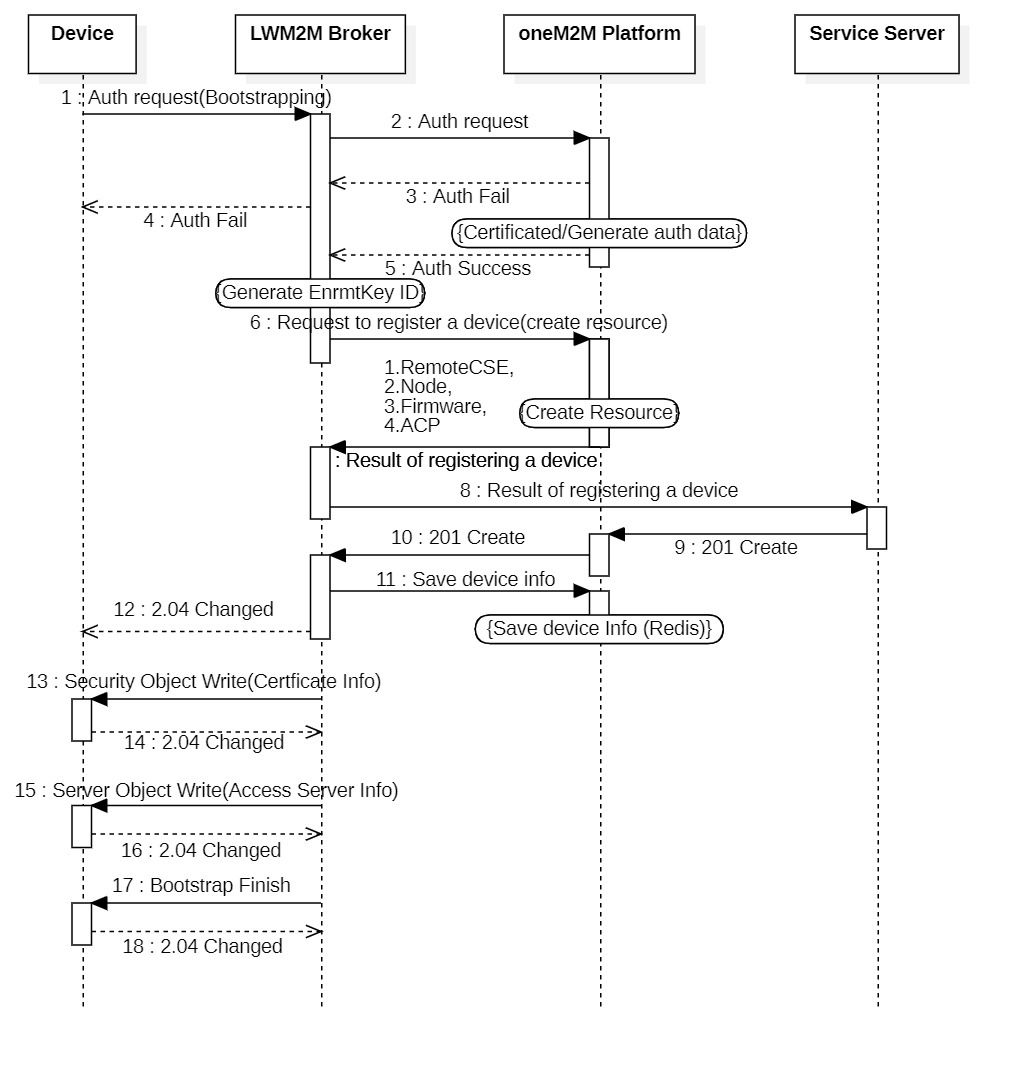 Device
LWM2M Broker
oneM2M Platform
Service Server
1 : Auth request(Bootstrapping)
2 : Auth request
3 : Auth Fail
4 : Auth Fail
{Certificated/Generate auth data}
5 : Auth Success
{Generate EnrmtKey ID}
6 : Request to register a device(create resource)
1.RemoteCSE,
2.Node,
3.Firmware,
4.ACP
{Create Resource}
: Result of registering a device
8 : Result of registering a device
10 : 201 Create
9 : 201 Create
11 : Save device info
12 : 2.04 Changed
{Save device Info (Redis)}
13 : Security Object Write(Certficate Info)
14 : 2.04 Changed
15 : Server Object Write(Access Server Info)
16 : 2.04 Changed
17 : Bootstrap Finish
18 : 2.04 Changed